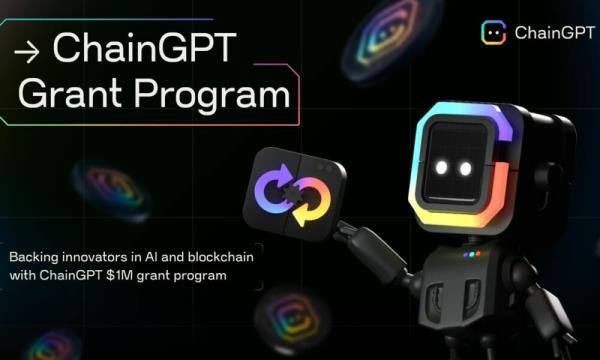 → ChainGPT
Grant Program
ChainGPT
Backing innovators in AI and blockchain
with ChainGPT $1M grant program